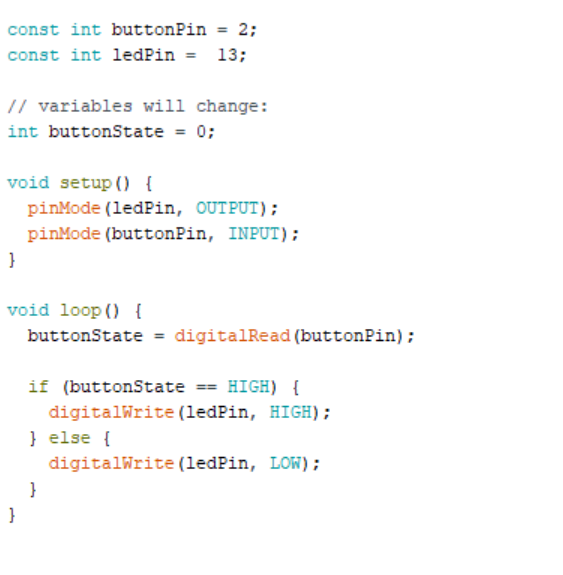 const int buttonPin = 2;
const int ledPin =  13;

// variables will change:
int buttonState = 0;

void setup() {
  pinMode(ledPin, OUTPUT);
  pinMode(buttonPin, INPUT);
}

void loop() {
  buttonState = digitalRead(buttonPin);

  if (buttonState == HIGH) {
    digitalWrite(ledPin, HIGH);
  } else {
    digitalWrite(ledPin, LOW);
  }
}